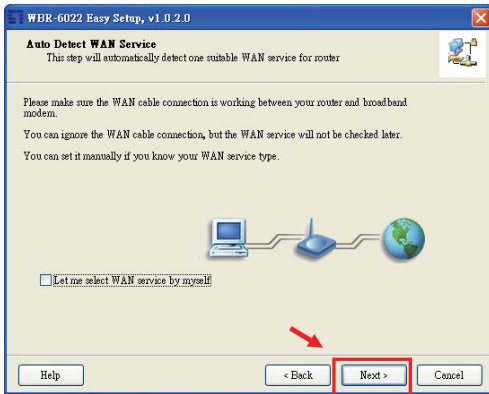 WBR-6022 Easy Setup, v1.0.2.0
Auto Detect WAN Service
This step will automatically detect one suitable WAN service for router
Please make sure the WAN cable connection is working between your router and broadband
modem.
You can ignore the WAN cable connection, but the WAN service will not be checked later.
You can set it manually if you know your WAN service type.
Let me select WAN service by myself
Help
< Back
Next >
Cancel